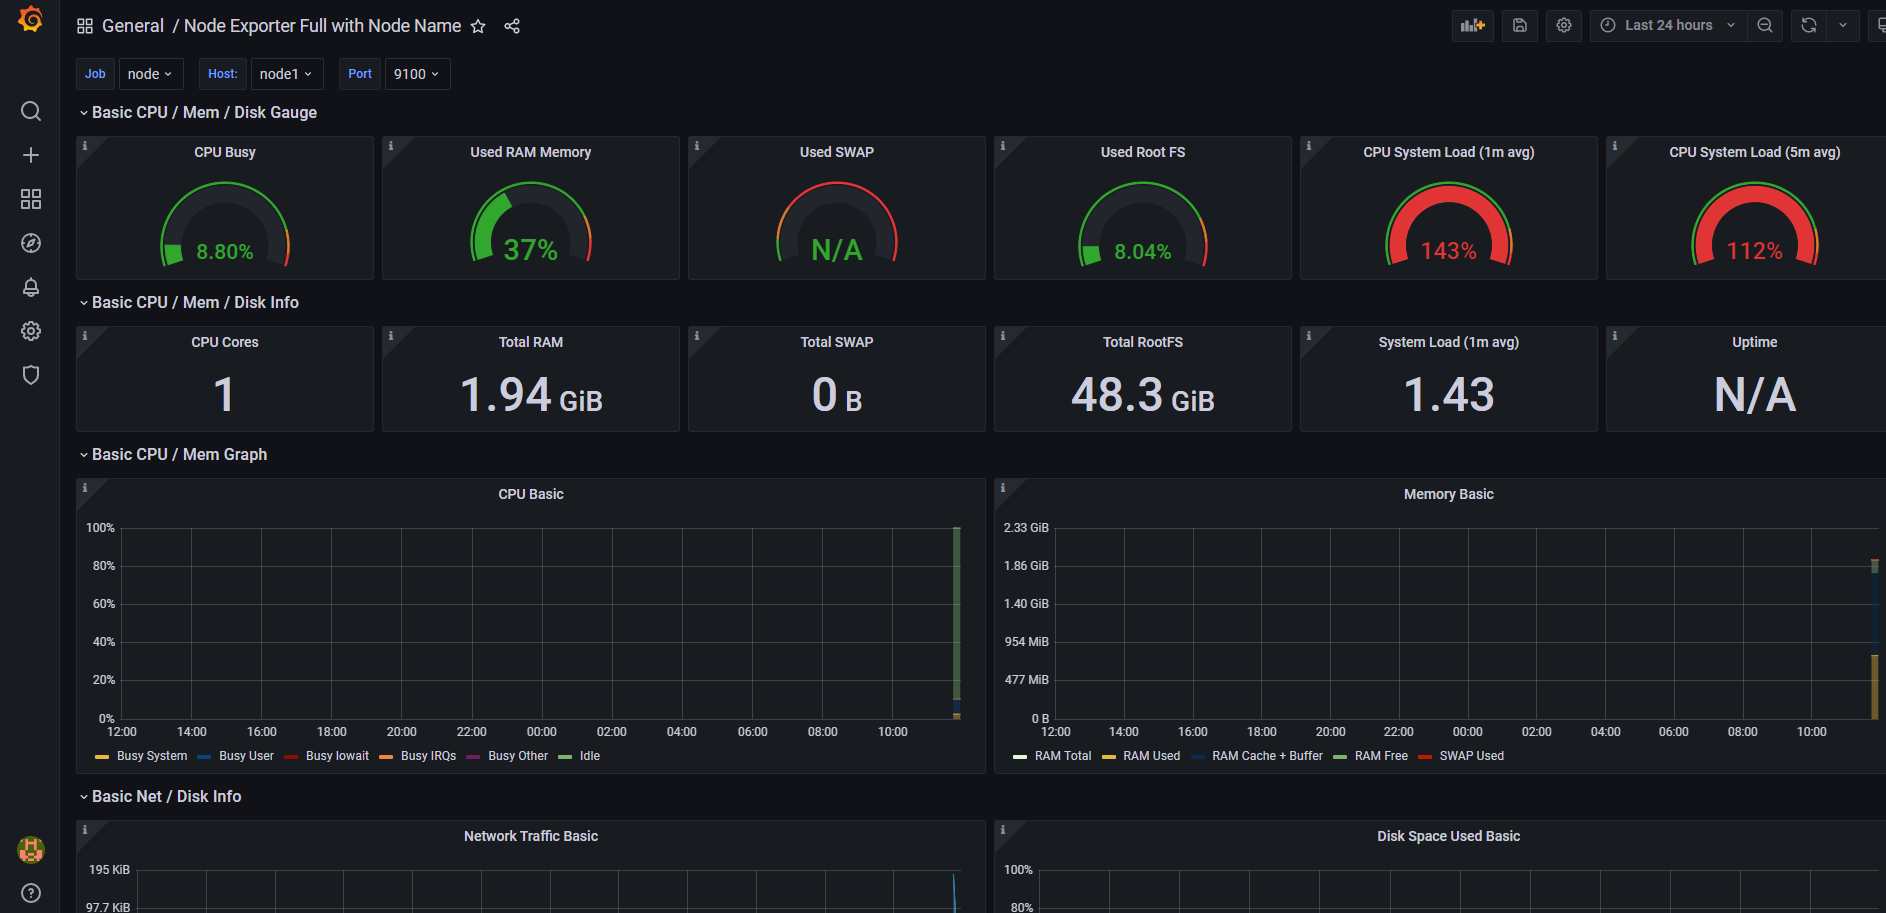 General / Node Exporter Full with Node Name
Last 24 hours
Job node Host: node1 Port 9100
Basic CPU / Mem / Disk Gauge
i CPU Busy
8.80%
i Used RAM Memory
37%
i Used SWAP
N/A
i Used Root FS
8.04%
i CPU System Load (1m avg)
143%
i CPU System Load (5m avg)
112%
Basic CPU / Mem / Disk Info
i CPU Cores
1
i Total RAM
1.94 GiB
i Total SWAP
0 B
i Total RootFS
48.3 GiB
i System Load (1m avg)
1.43
i Uptime
N/A
Basic CPU / Mem Graph
i CPU Basic
100%
80%
60%
40%
20%
0%
12:00 14:00 16:00 18:00 20:00 22:00 00:00 02:00 04:00 06:00 08:00 10:00
Busy System Busy User Busy Iowait Busy IRQs Busy Other Idle
i Memory Basic
2.33 GiB
1.86 GiB
1.40 GiB
954 MiB
477 MiB
0 B
12:00 14:00 16:00 18:00 20:00 22:00 00:00 02:00 04:00 06:00 08:00 10:00
RAM Total RAM Used RAM Cache + Buffer RAM Free SWAP Used
Basic Net / Disk Info
i Network Traffic Basic
195 KiB
97.7 KiB
i Disk Space Used Basic
100%
80%